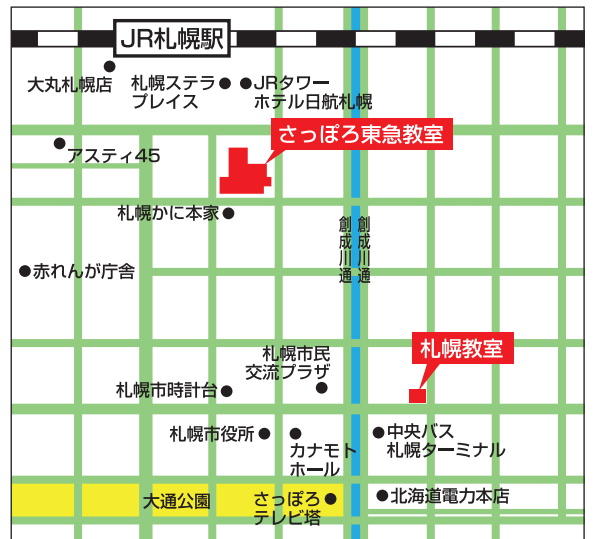 JR札幌駅
大丸札幌店
札幌ステラ
プレイス
JRタワー
ホテル日航札幌
さっぽろ東急教室
アスティ45
札幌かに本家
創成川通
創成川通
赤れんが庁舎
札幌教室
札幌市民
交流プラザ
札幌市時計台
札幌市役所
カナモト
ホール
中央バス
札幌ターミナル
大通公園
さっぽろ
テレビ塔
北海道電力本店